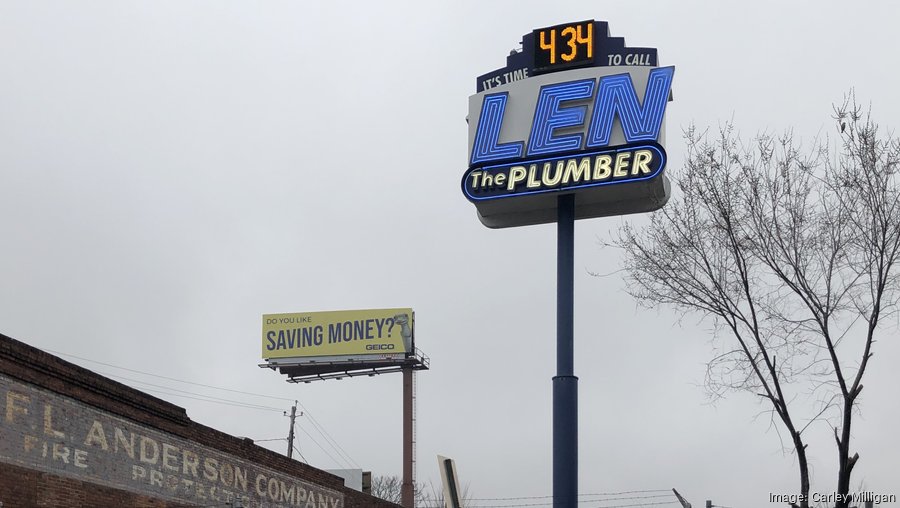 434
IT'S TIME TO CALL
LEN
The PLUMBER
DO YOU LIKE
SAVING MONEY?
GEICO
F L ANDERSON COMPANY
FIRE PROTECTION
Image: Carley Milligan